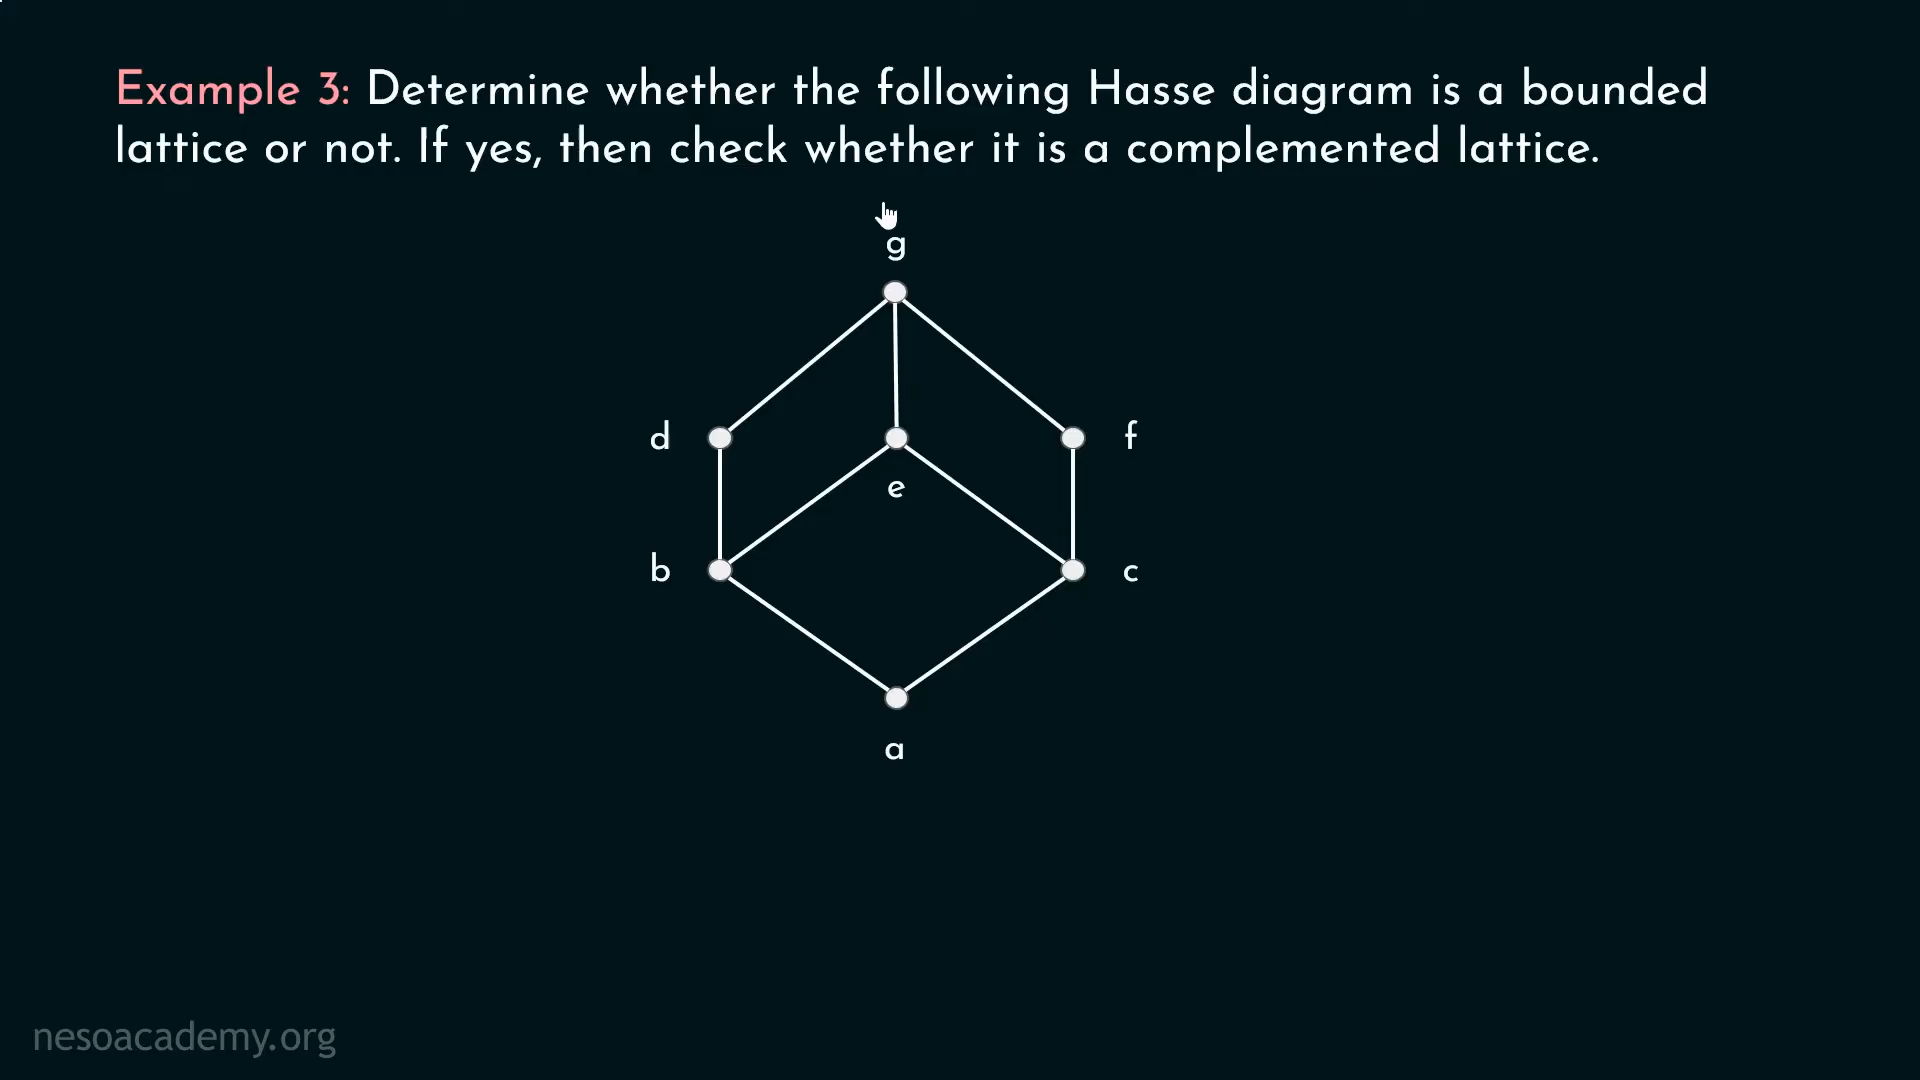 Example 3: Determine whether the following Hasse diagram is a bounded
lattice or not. If yes, then check whether it is a complemented lattice.
g
d
f
e
b
c
a
nesoacademy.org